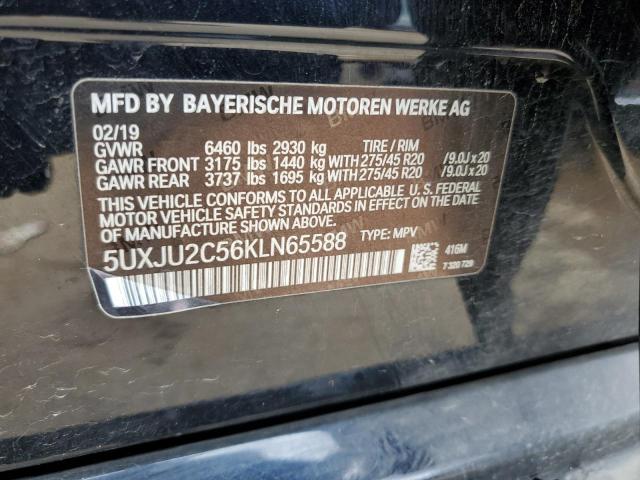 MFD BY BAYERISCHE MOTOREN WERKE AG
02/19
GVWR 6460 lbs 2930 kg TIRE / RIM
GAWR FRONT 3175 lbs 1440 kg WITH 275/45 R20 /9.0J x 20
GAWR REAR 3737 lbs 1695 kg WITH 275/45 R20 /9.0J x 20
THIS VEHICLE CONFORMS TO ALL APPLICABLE U. S. FEDERAL
MOTOR VEHICLE SAFETY STANDARDS IN EFFECT ON THE DATE
OF MANUFACTURE SHOWN ABOVE.
5UXJU2C56KLN65588 TYPE: MPV
416M
7 320 729